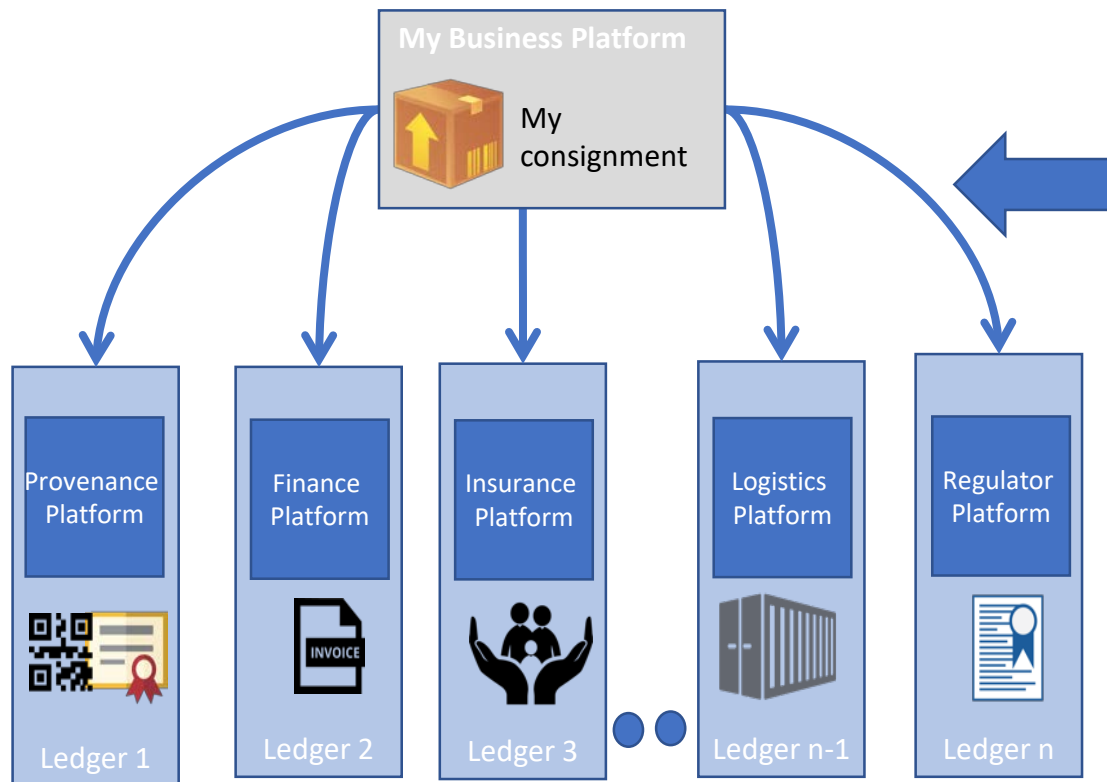 My Business Platform
My
consignment
Provenance
Platform
Finance
Platform
Insurance
Platform
Logistics
Platform
Regulator
Platform
INVOICE
Ledger 1
Ledger 2
Ledger 3
Ledger n-1
Ledger n